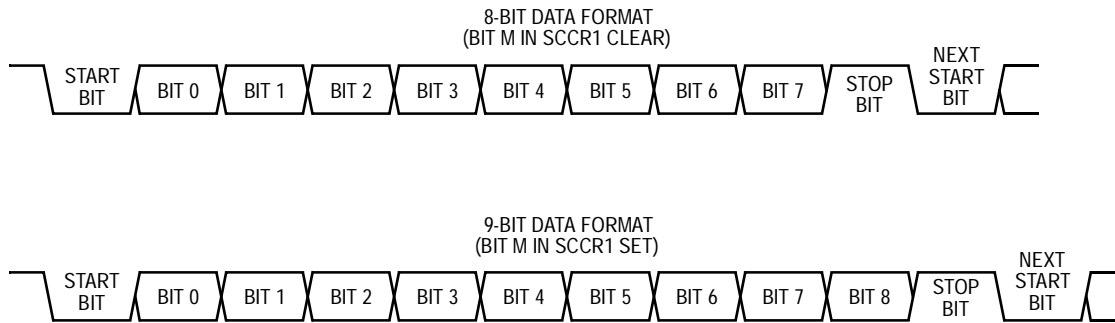 8-BIT DATA FORMAT
(BIT M IN SCCR1 CLEAR)
START BIT
BIT 0
BIT 1
BIT 2
BIT 3
BIT 4
BIT 5
BIT 6
BIT 7
STOP BIT
NEXT START BIT
9-BIT DATA FORMAT
(BIT M IN SCCR1 SET)
START BIT
BIT 0
BIT 1
BIT 2
BIT 3
BIT 4
BIT 5
BIT 6
BIT 7
BIT 8
STOP BIT
NEXT START BIT